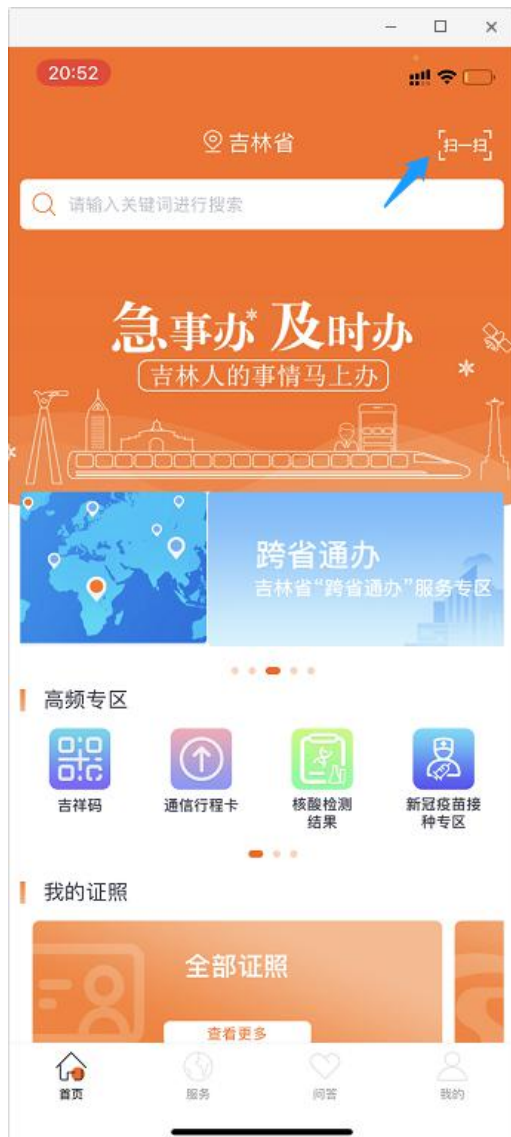 20:52
吉林省
扫一扫
请输入关键词进行搜索
急事办 及时办
吉林人的事情马上办
跨省通办
吉林省“跨省通办”服务专区
高频专区
吉祥码
通信行程卡
核酸检测
结果
新冠疫苗接
种专区
我的证照
全部证照
查看更多
首页
服务
问答
我的